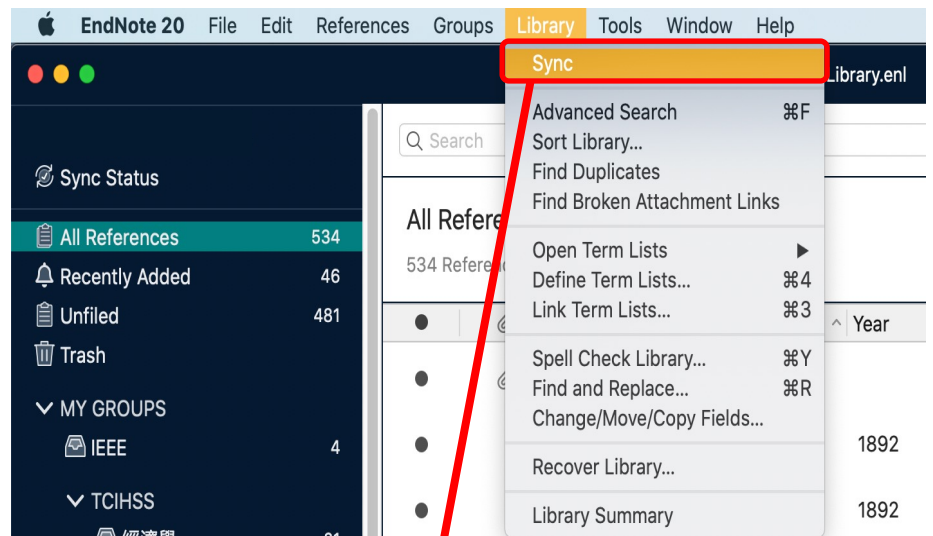 EndNote 20 File Edit References Groups Library Tools Window Help
Library.enl
Sync
Advanced Search ⌘F
Sort Library...
Find Duplicates
Find Broken Attachment Links
Open Term Lists ▶
Define Term Lists... ⌘4
Link Term Lists... ⌘3
Spell Check Library... ⌘Y
Find and Replace... ⌘R
Change/Move/Copy Fields...
Recover Library...
Library Summary
Sync Status
All References 534
Recently Added 46
Unfiled 481
Trash
MY GROUPS
IEEE 4
TCIHSS
經濟學
Search
All Refere
534 Referen
Year
1892
1892